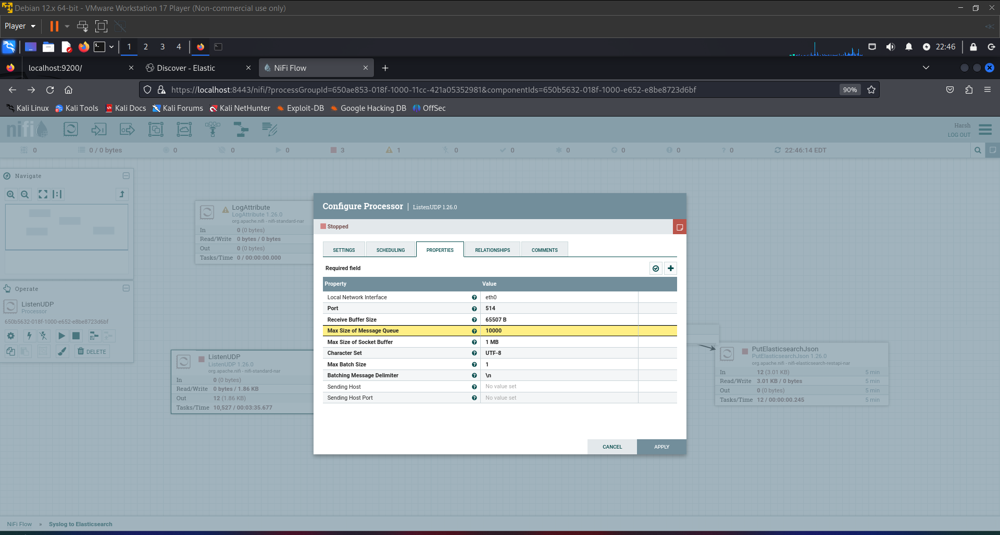 Debian 12.x 64-bit - VMware Workstation 17 Player (Non-commercial use only)
Player
1 2 3 4
22:46
localhost:9200/
Discover - Elastic
NiFi Flow
https://localhost:8443/nifi/?processGroupId=650ae853-018f-1000-11cc-421a05352981&componentIds=650b5632-018f-1000-e652-e8be8723d6bf
90%
Kali Linux Kali Tools Kali Docs Kali Forums Kali NetHunter Exploit-DB Google Hacking DB OffSec
nifi
Harsh
LOG OUT
0 0 / 0 bytes 0 0 0 3 1 0 0 0 0 0 ? 0 22:46:14 EDT
Navigate
Operate
ListenUDP
Processor
650b5632-018f-1000-e652-e8be8723d6bf
DELETE
LogAttribute
LogAttribute 1.26.0
org.apache.nifi - nifi-standard-nar
In 0 (0 bytes)
Read/Write 0 bytes / 0 bytes
Out 0 (0 bytes)
Tasks/Time 0 / 00:00:00.000
ListenUDP
ListenUDP 1.26.0
org.apache.nifi - nifi-standard-nar
In 0 (0 bytes)
Read/Write 0 bytes / 1.86 KB
Out 12 (1.86 KB)
Tasks/Time 10,527 / 00:03:35.677
Configure Processor | ListenUDP 1.26.0
Stopped
SETTINGS SCHEDULING PROPERTIES RELATIONSHIPS COMMENTS
Required field
Property Value
Local Network Interface eth0
Port 514
Receive Buffer Size 65507 B
Max Size of Message Queue 10000
Max Size of Socket Buffer 1 MB
Character Set UTF-8
Max Batch Size 1
Batching Message Delimiter \n
Sending Host No value set
Sending Host Port No value set
CANCEL APPLY
PutElasticsearchJson
PutElasticsearchJson 1.26.0
org.apache.nifi - nifi-elasticsearch-restapi-nar
In 12 (3.01 KB) 5 min
Read/Write 3.01 KB / 0 bytes 5 min
Out 0 (0 bytes) 5 min
Tasks/Time 12 / 00:00:00.245 5 min
NiFi Flow » Syslog to Elasticsearch